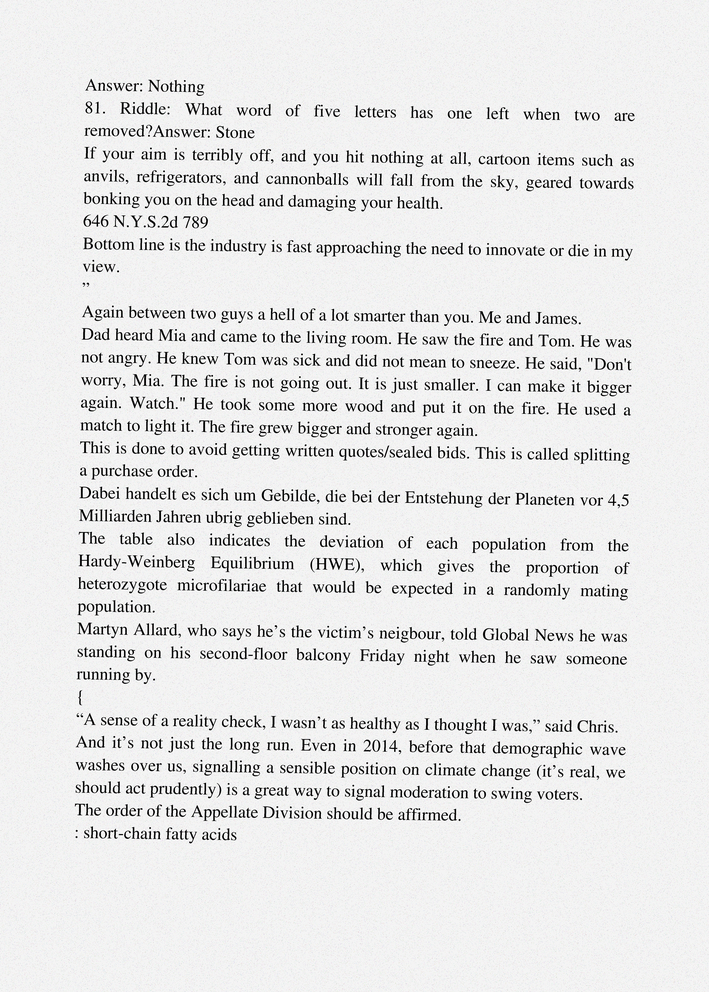 Answer: Nothing
81. Riddle: What word of five letters has one left when two are
removed?Answer: Stone
If your aim is terribly off, and you hit nothing at all, cartoon items such as
anvils, refrigerators, and cannonballs will fall from the sky, geared towards
bonking you on the head and damaging your health.
646 N.Y.S.2d 789
Bottom line is the industry is fast approaching the need to innovate or die in my
view.
”
Again between two guys a hell of a lot smarter than you. Me and James.
Dad heard Mia and came to the living room. He saw the fire and Tom. He was
not angry. He knew Tom was sick and did not mean to sneeze. He said, "Don't
worry, Mia. The fire is not going out. It is just smaller. I can make it bigger
again. Watch." He took some more wood and put it on the fire. He used a
match to light it. The fire grew bigger and stronger again.
This is done to avoid getting written quotes/sealed bids. This is called splitting
a purchase order.
Dabei handelt es sich um Gebilde, die bei der Entstehung der Planeten vor 4,5
Milliarden Jahren ubrig geblieben sind.
The table also indicates the deviation of each population from the
Hardy-Weinberg Equilibrium (HWE), which gives the proportion of
heterozygote microfilariae that would be expected in a randomly mating
population.
Martyn Allard, who says he’s the victim’s neigbour, told Global News he was
standing on his second-floor balcony Friday night when he saw someone
running by.
{
“A sense of a reality check, I wasn’t as healthy as I thought I was,” said Chris.
And it’s not just the long run. Even in 2014, before that demographic wave
washes over us, signalling a sensible position on climate change (it’s real, we
should act prudently) is a great way to signal moderation to swing voters.
The order of the Appellate Division should be affirmed.
: short-chain fatty acids